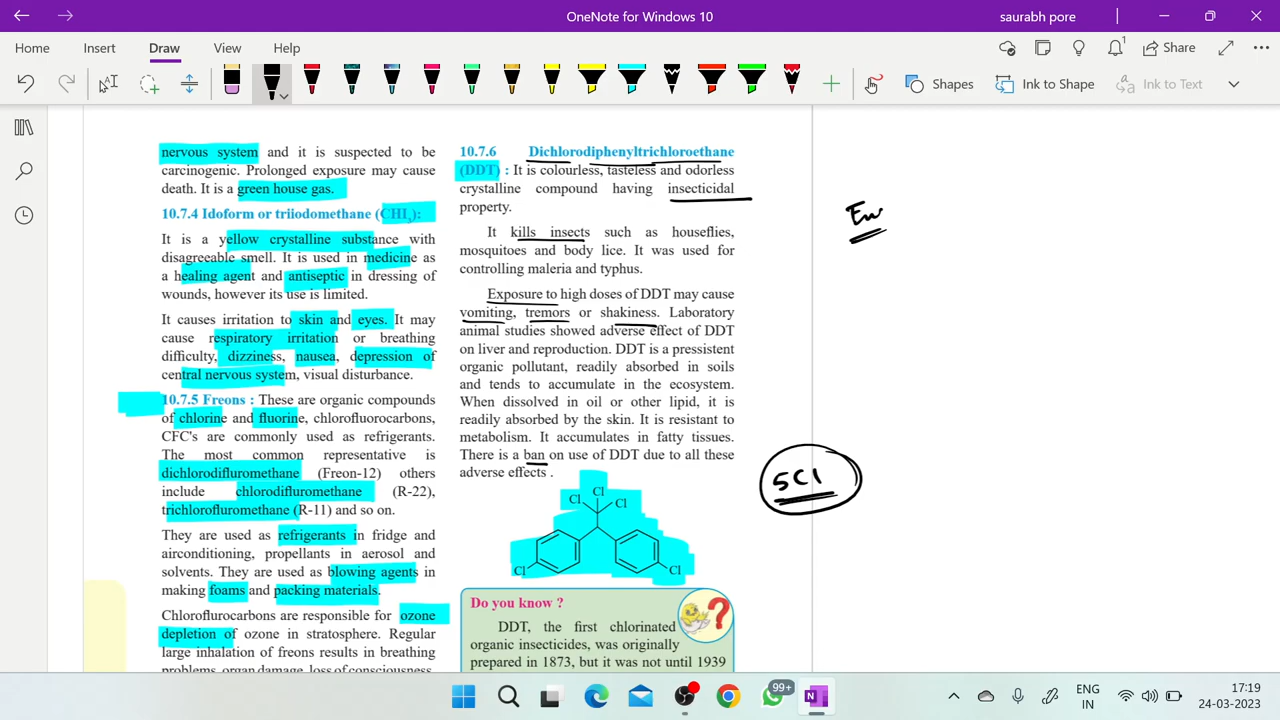 OneNote for Windows 10
saurabh pore
Home Insert Draw View Help
Share
Shapes
Ink to Shape
Ink to Text
nervous system and it is suspected to be
carcinogenic. Prolonged exposure may cause
death. It is a green house gas.
10.7.4 Idoform or triiodomethane (CHI3):
It is a yellow crystalline substance with
disagreeable smell. It is used in medicine as
a healing agent and antiseptic in dressing of
wounds, however its use is limited.
It causes irritation to skin and eyes. It may
cause respiratory irritation or breathing
difficulty, dizziness, nausea, depression of
central nervous system, visual disturbance.
10.7.5 Freons : These are organic compounds
of chlorine and fluorine, chlorofluorocarbons,
CFC's are commonly used as refrigerants.
The most common representative is
dichlorodifluromethane (Freon-12) others
include chlorodifluromethane (R-22),
trichlorofluromethane (R-11) and so on.
They are used as refrigerants in fridge and
airconditioning, propellants in aerosol and
solvents. They are used as blowing agents in
making foams and packing materials.
Chloroflurocarbons are responsible for ozone
depletion of ozone in stratosphere. Regular
large inhalation of freons results in breathing
problems, organ damage, loss of consciousness.
10.7.6 Dichlorodiphenyltrichloroethane
(DDT) : It is colourless, tasteless and odorless
crystalline compound having insecticidal
property.
It kills insects such as houseflies,
mosquitoes and body lice. It was used for
controlling maleria and typhus.
Exposure to high doses of DDT may cause
vomiting, tremors or shakiness. Laboratory
animal studies showed adverse effect of DDT
on liver and reproduction. DDT is a pressistent
organic pollutant, readily absorbed in soils
and tends to accumulate in the ecosystem.
When dissolved in oil or other lipid, it is
readily absorbed by the skin. It is resistant to
metabolism. It accumulates in fatty tissues.
There is a ban on use of DDT due to all these
adverse effects .
Cl Cl Cl
Cl Cl
Do you know ?
DDT, the first chlorinated
organic insecticides, was originally
prepared in 1873, but it was not until 1939
5Cl
99+
ENG
IN
17:19
24-03-2023